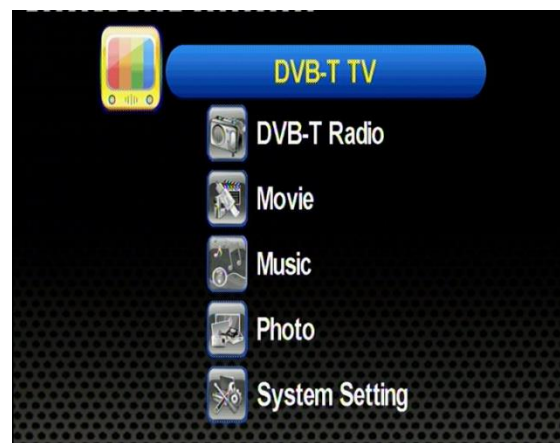 DVB-T TV
DVB-T Radio
Movie
Music
Photo
System Setting